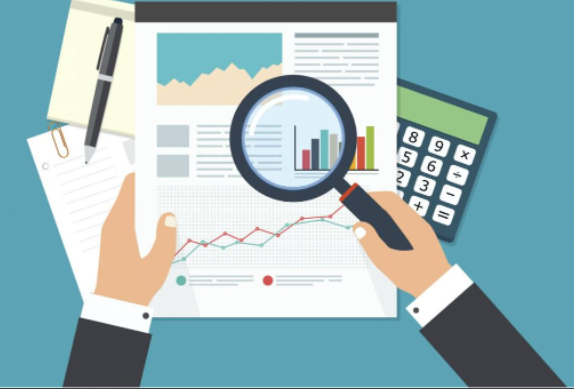 8 9 ×
5 6 ÷
2 3 −
+ =